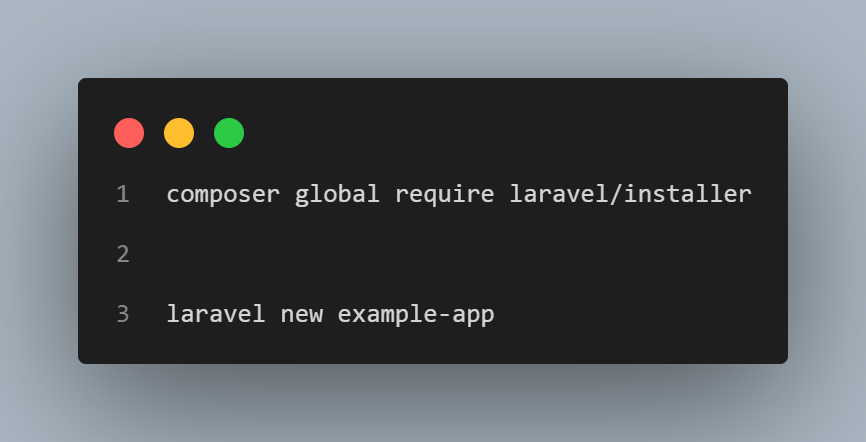 1 composer global require laravel/installer
2
3 laravel new example-app